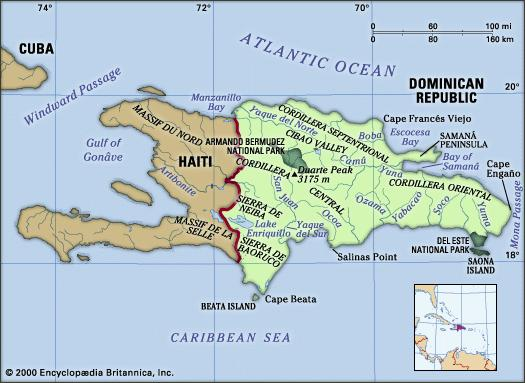 74
72
70
0 60 100 mi
0 80 160 km
CUBA
ATLANTIC OCEAN
Windward Passage
DOMINICAN
REPUBLIC
20
20
Manzanillo
Bay
MASSIF DU NORD
Yaque del Norte
CORDILLERA SEPTENTRIONAL
Cape Francés Viejo
ARMANDO BERMUDEZ
NATIONAL PARK
CIBAO VALLEY
Boba
Escocesa
Bay
SAMANÁ
PENINSULA
Gulf of
Gonâve
HAITI
Duarte Peak
3175 m
Camú
Yuna
Bay of
Samaná
Cape
Engaño
Artibonite
CORDILLERA
CENTRAL
CORDILLERA ORIENTAL
San Juan
SIERRA DE
NEIBA
Ocoa
Ozama
Yabacao
Soco
Yuma
Mona Passage
MASSIF DE LA
SELLE
Lake
Enriquillo
Yaque
del Sur
SIERRA DE
BAORUCO
Salinas Point
DEL ESTE
NATIONAL PARK
SAONA
ISLAND
18
18
BEATA ISLAND
Cape Beata
CARIBBEAN SEA
© 2000 Encyclopædia Britannica, Inc.